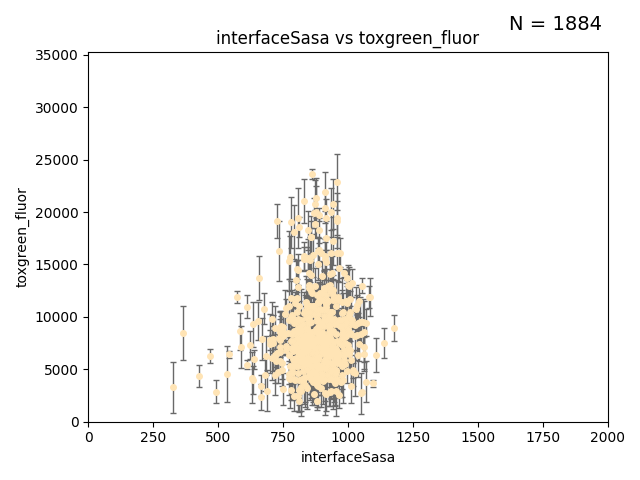 N = 1884
interfaceSasa vs toxgreen_fluor
35000
30000
25000
20000
15000
10000
5000
0
toxgreen_fluor
0 250 500 750 1000 1250 1500 1750 2000
interfaceSasa